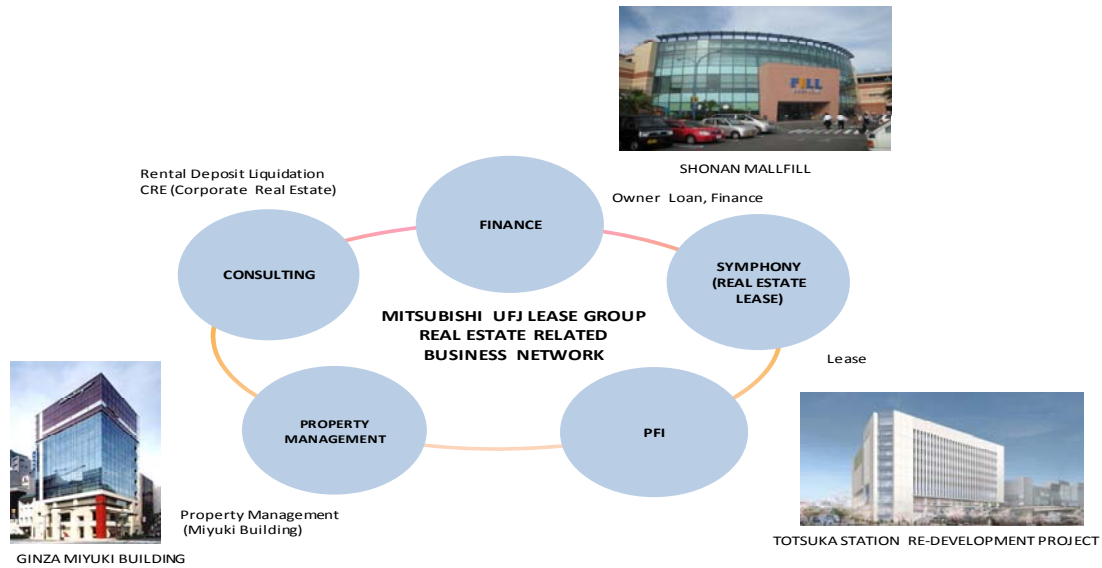 FILL
SHONAN MALLFILL
Rental Deposit Liquidation
CRE (Corporate Real Estate)
FINANCE
Owner Loan, Finance
CONSULTING
SYMPHONY
(REAL ESTATE
LEASE)
MITSUBISHI UFJ LEASE GROUP
REAL ESTATE RELATED
BUSINESS NETWORK
Lease
PROPERTY
MANAGEMENT
PFI
Property Management
(Miyuki Building)
GINZA MIYUKI BUILDING
TOTSUKA STATION RE-DEVELOPMENT PROJECT